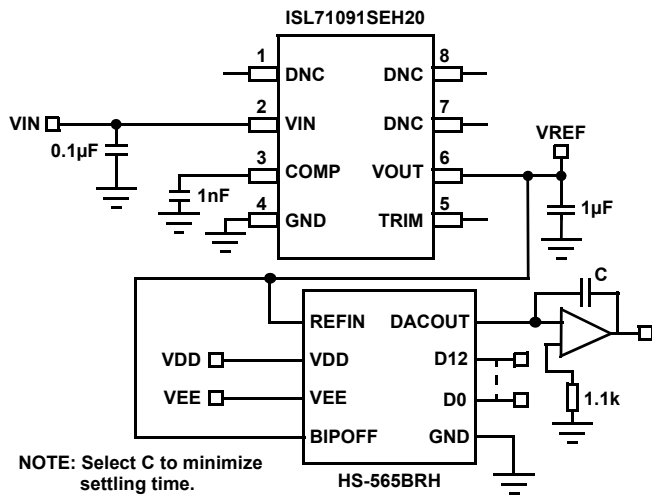 ISL71091SEH20
1 8
DNC DNC
2 7
VIN VIN DNC
0.1µF
VREF
3 6
COMP VOUT
1nF
1µF
4 5
GND TRIM
C
REFIN DACOUT
VDD VDD D12
VEE VEE D0
1.1k
BIPOFF GND
NOTE: Select C to minimize
settling time.
HS-565BRH